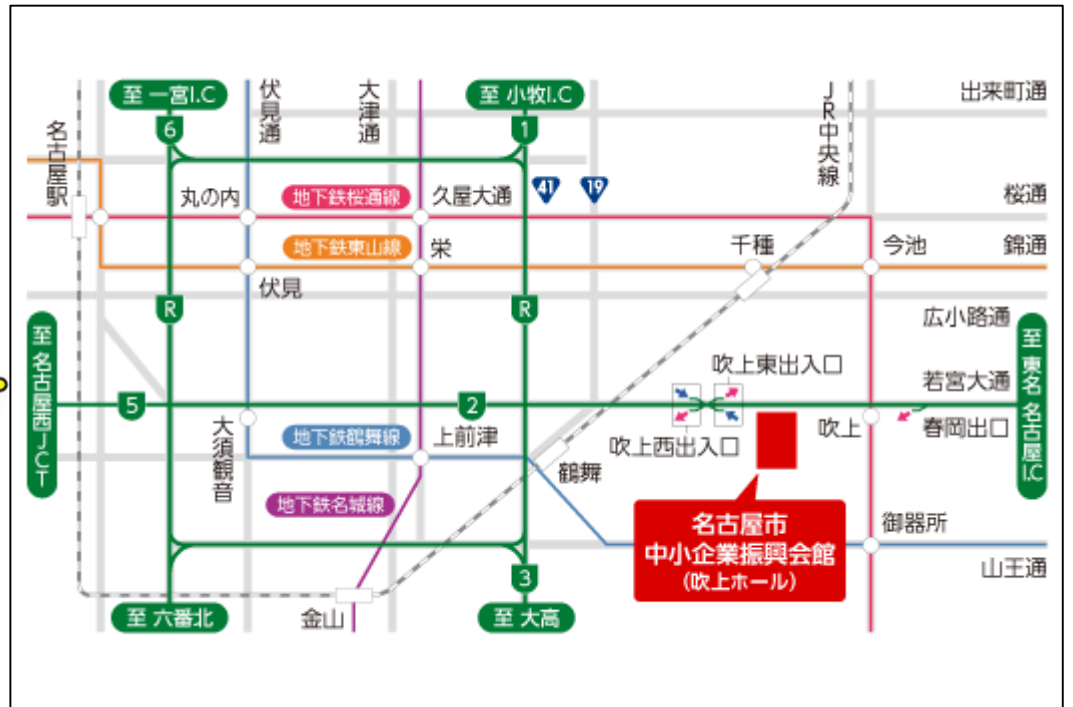 至 一宮I.C
伏見通
大津通
至 小牧I.C
JR中央線
出来町通
6
1
名古屋駅
丸の内
地下鉄桜通線
久屋大通
41
19
桜通
地下鉄東山線
栄
千種
今池
錦通
伏見
R
R
広小路通
至 名古屋西JCT
至 東名 名古屋I.C
吹上東出入口
若宮大通
5
2
大須観音
地下鉄鶴舞線
上前津
吹上西出入口
吹上
春岡出口
鶴舞
地下鉄名城線
名古屋市
中小企業振興会館
(吹上ホール)
御器所
山王通
3
至 六番北
金山
至 大高